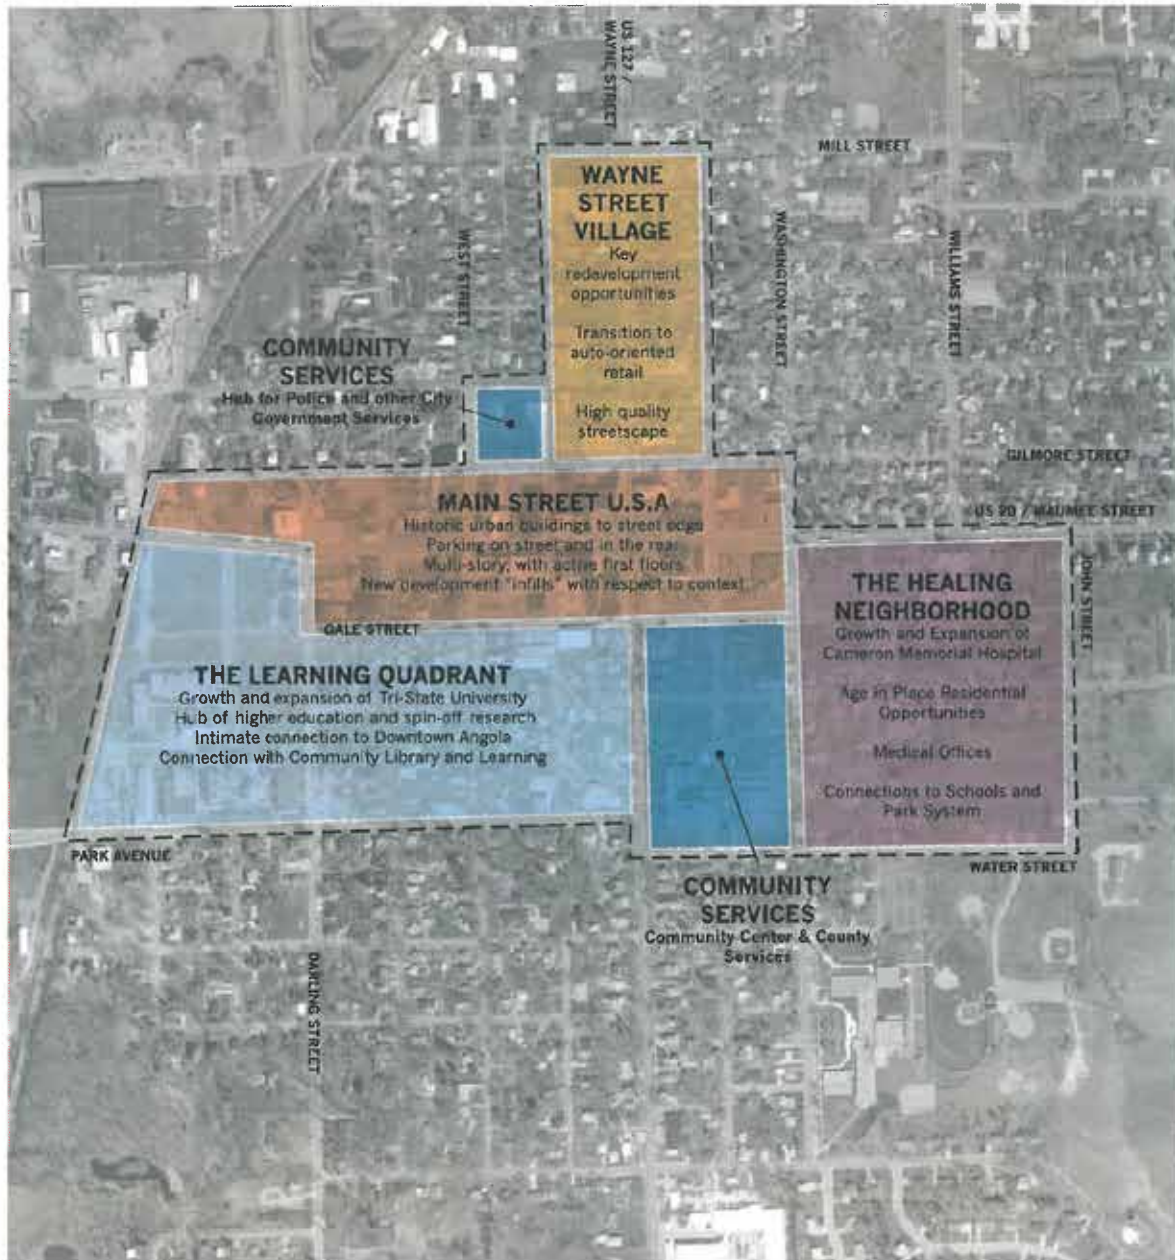 US 127 /
WAYNE STREET
MILL STREET
WAYNE
STREET
VILLAGE
Key
redevelopment
opportunities
Transition to
auto-oriented
retail
High quality
streetscape
WEST STREET
WASHINGTON STREET
WILLIAMS STREET
COMMUNITY
SERVICES
Hub for Police and other City
Government Services
GILMORE STREET
MAIN STREET U.S.A
Historic urban buildings to street edge
Parking on street and in the rear
Multi-story, with active first floors
New development "infills" with respect to context
US 20 / MAUMEE STREET
JOHN STREET
THE HEALING
NEIGHBORHOOD
Growth and Expansion of
Cameron Memorial Hospital
Age in Place Residential
Opportunities
Medical Offices
Connections to Schools and
Park System
GALE STREET
THE LEARNING QUADRANT
Growth and expansion of Tri-State University
Hub of higher education and spin-off research
Intimate connection to Downtown Angola
Connection with Community Library and Learning
PARK AVENUE
WATER STREET
COMMUNITY
SERVICES
Community Center & County
Services
DARLING STREET